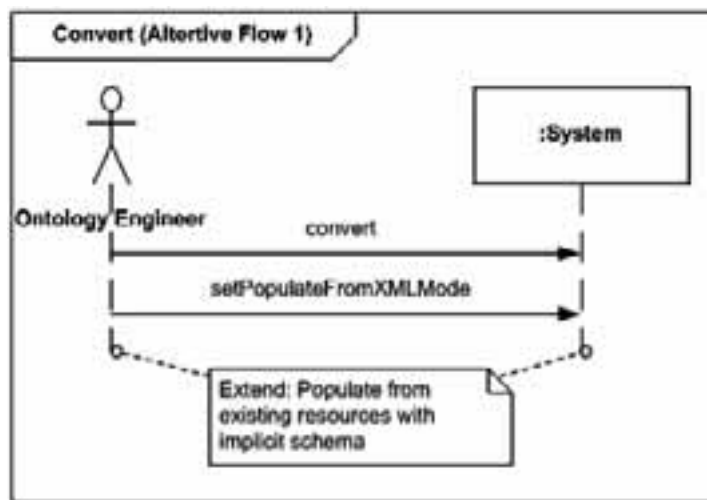 Convert (Altertive Flow 1)
:System
Ontology Engineer
convert
setPopulateFromXMLMode
Extend: Populate from
existing resources with
implicit schema